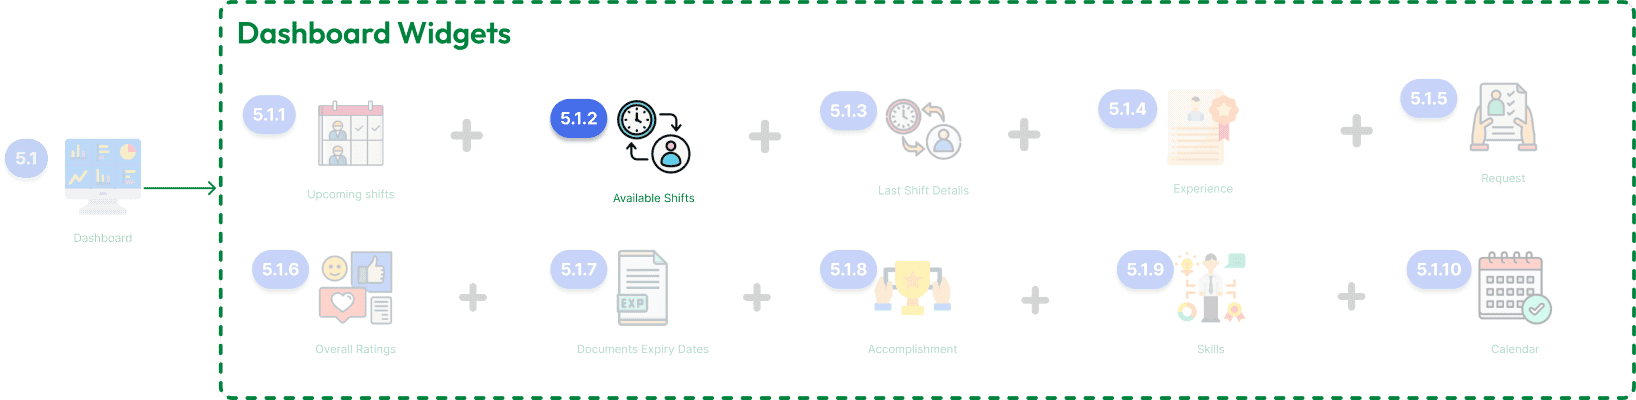 Dashboard Widgets
5.1
Dashboard
5.1.1
Upcoming shifts
5.1.2
Available Shifts
5.1.3
Last Shift Details
5.1.4
Experience
5.1.5
Request
5.1.6
Overall Ratings
5.1.7
EXP
Documents Expiry Dates
5.1.8
Accomplishment
5.1.9
Skills
5.1.10
Calendar